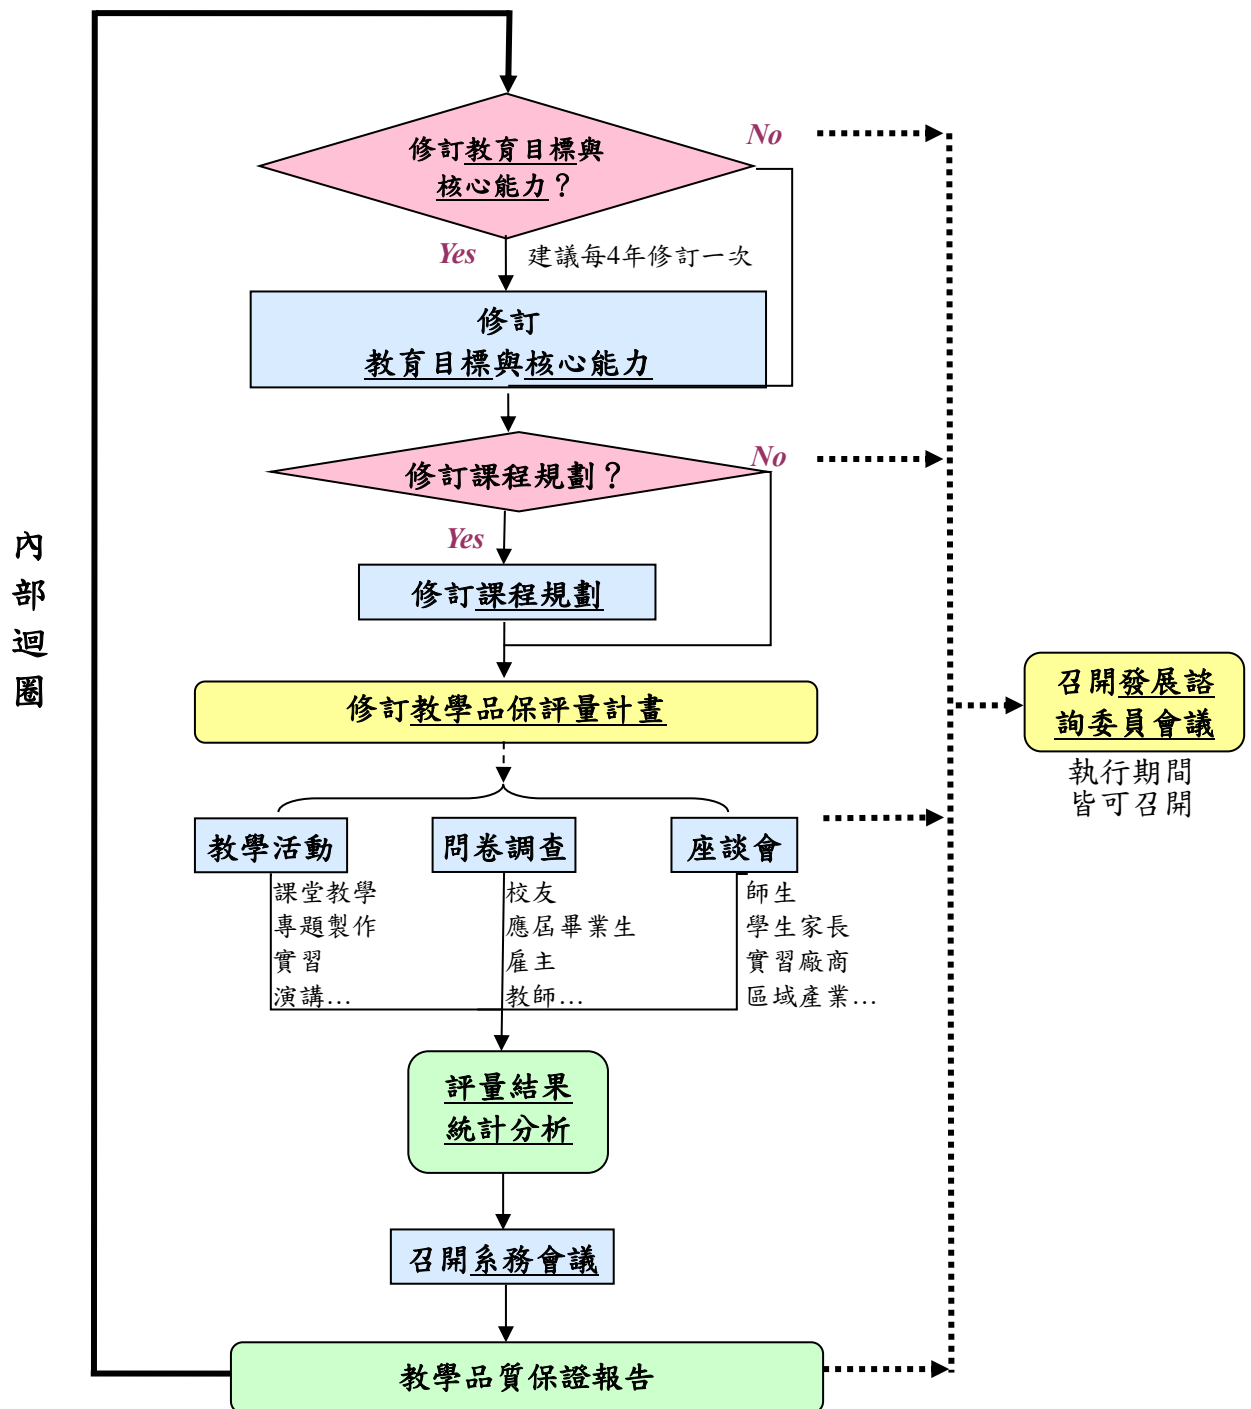 修訂教育目標與
核心能力？
No
Yes
建議每4年修訂一次
修訂
教育目標與核心能力
修訂課程規劃？
No
Yes
修訂課程規劃
內
部
迴
圈
修訂教學品保評量計畫
召開發展諮
詢委員會議
執行期間
皆可召開
教學活動
課堂教學
專題製作
實習
演講…
問卷調查
校友
應屆畢業生
雇主
教師…
座談會
師生
學生家長
實習廠商
區域產業…
評量結果
統計分析
召開系務會議
教學品質保證報告